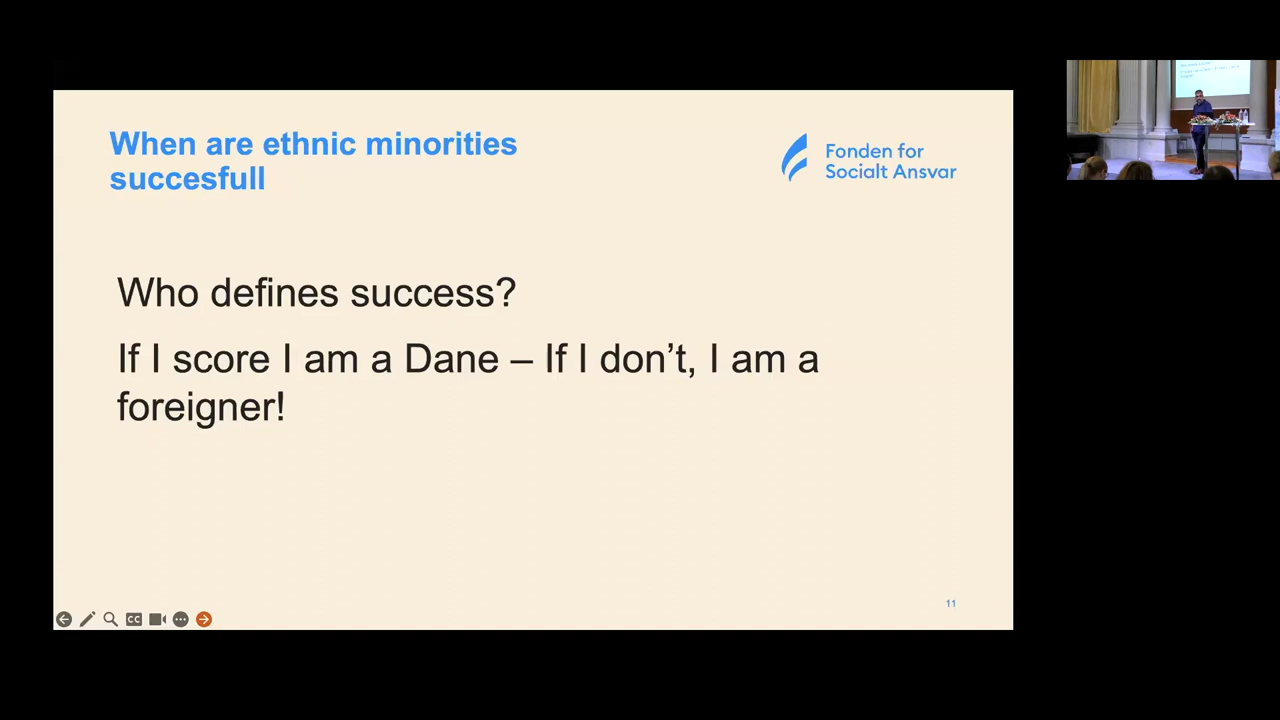 When are ethnic minorities
succesfull
Fonden for
Socialt Ansvar
Who defines success?
If I score I am a Dane – If I don’t, I am a
foreigner!
CC
11